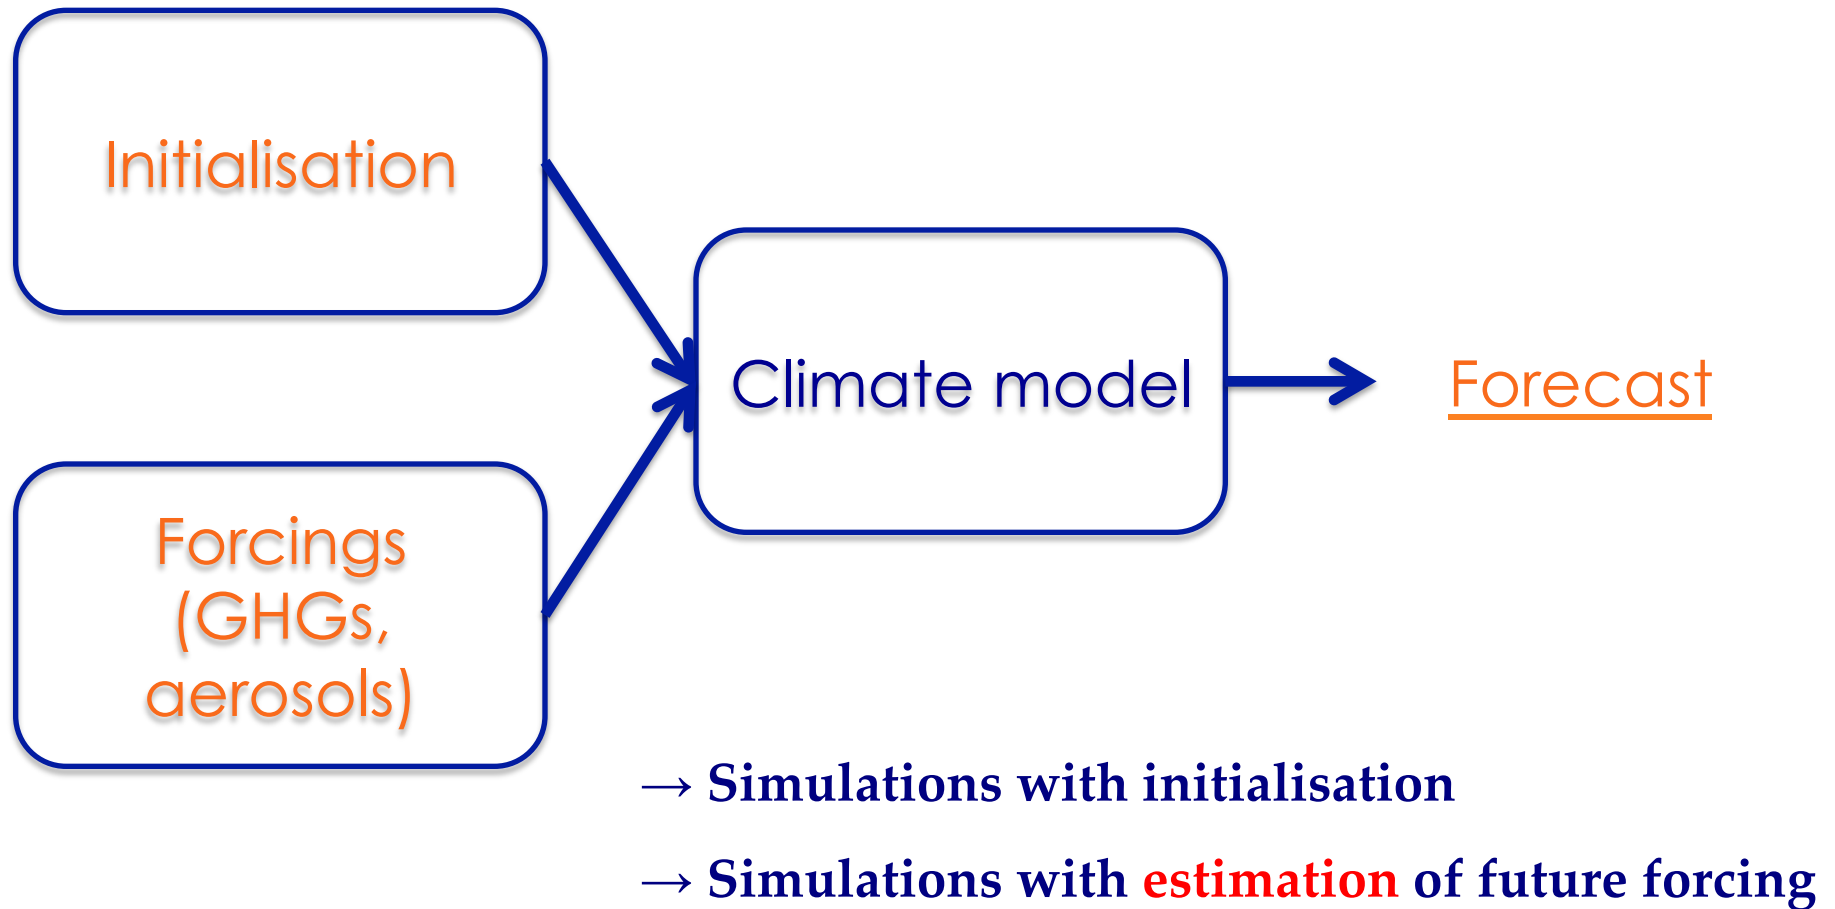 Initialisation
Climate model
Forecast
Forcings
(GHGs,
aerosols)
→ Simulations with initialisation
→ Simulations with estimation of future forcing